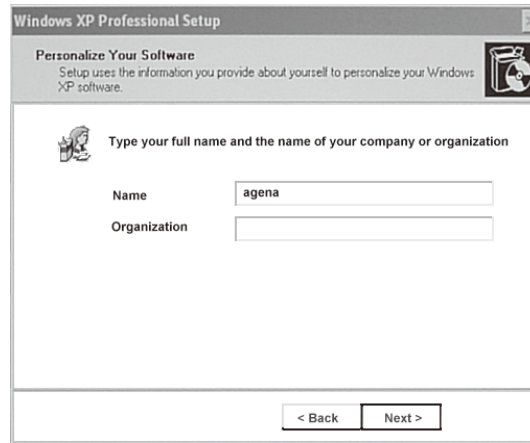 Windows XP Professional Setup
Personalize Your Software
Setup uses the information you provide about yourself to personalize your Windows
XP software.
Type your full name and the name of your company or organization
Name
agena
Organization
< Back
Next >